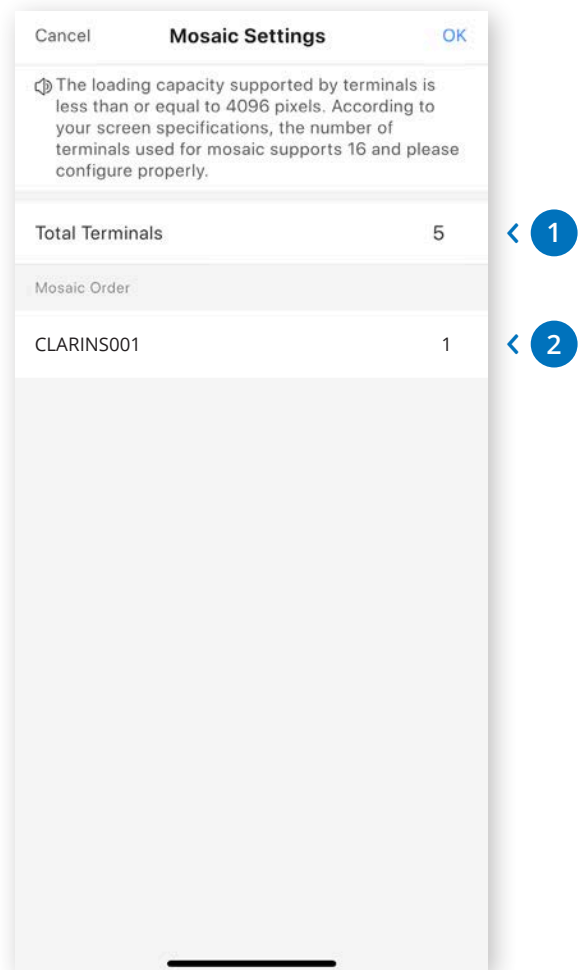 Cancel Mosaic Settings OK
The loading capacity supported by terminals is
less than or equal to 4096 pixels. According to
your screen specifications, the number of
terminals used for mosaic supports 16 and please
configure properly.
Total Terminals 5
1
Mosaic Order
CLARINS001 1
2